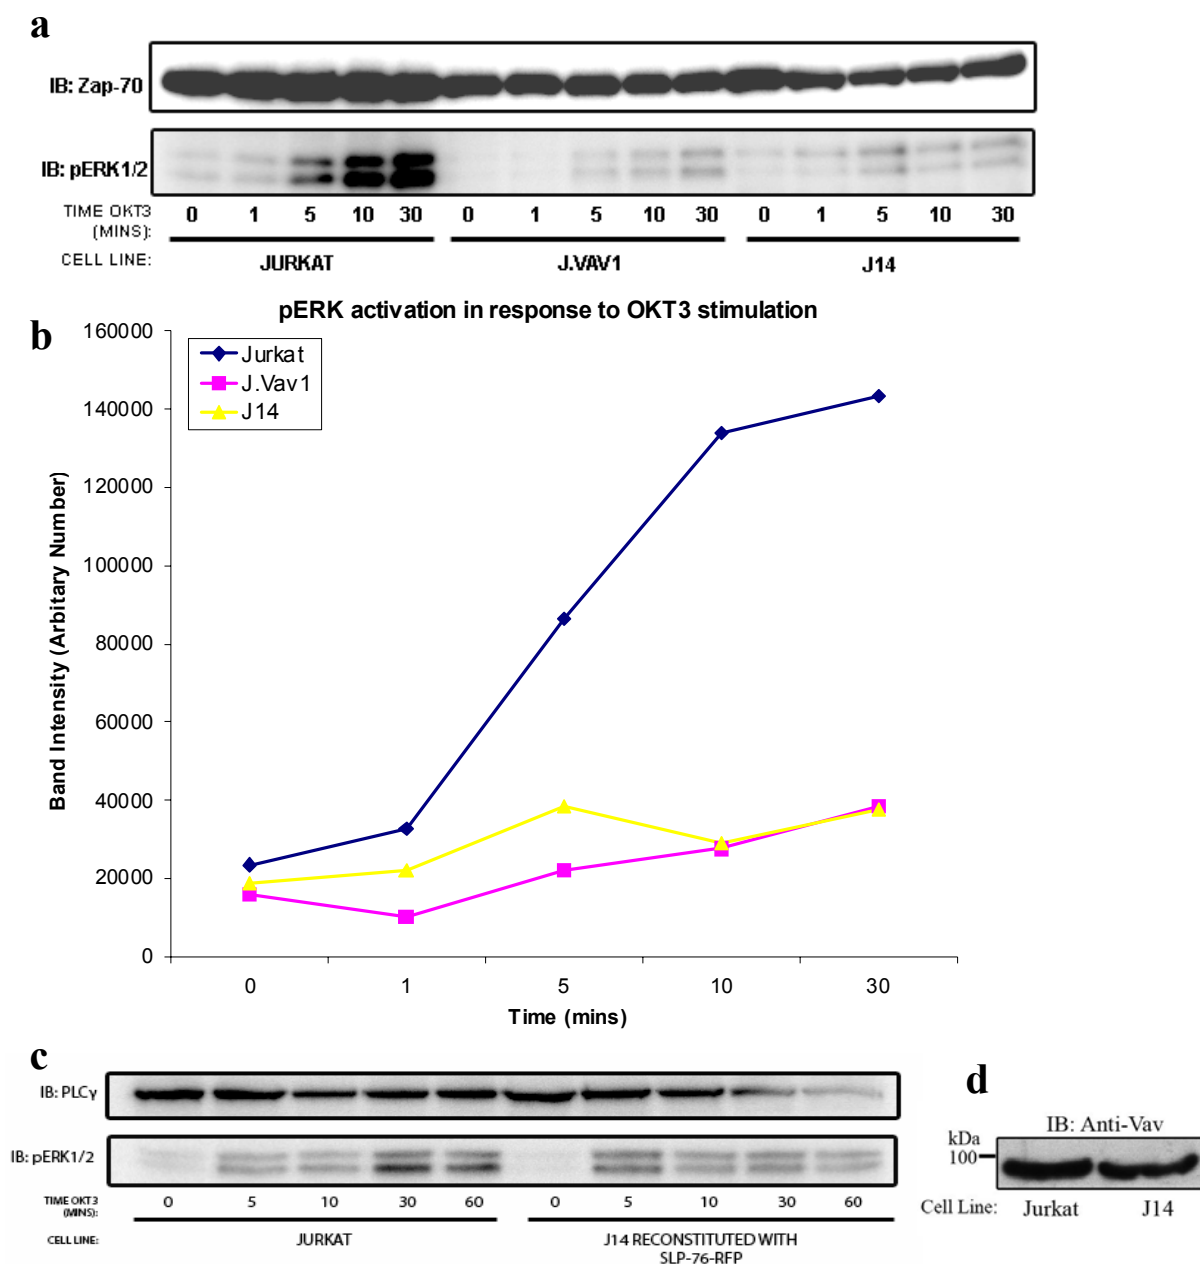 a
IB: Zap-70
IB: pERK1/2
TIME OKT3 (MINS): 0 1 5 10 30 0 1 5 10 30 0 1 5 10 30
CELL LINE: JURKAT J.VAV1 J14
b
pERK activation in response to OKT3 stimulation
Jurkat
J.Vav1
J14
160000
140000
120000
100000
80000
60000
40000
20000
0
Band Intensity (Arbitary Number)
0 1 5 10 30
Time (mins)
c
IB: PLCγ
IB: pERK1/2
TIME OKT3 (MINS): 0 5 10 30 60 0 5 10 30 60
CELL LINE: JURKAT J14 RECONSTITUTED WITH
SLP-76-RFP
d
IB: Anti-Vav
kDa
100
Cell Line: Jurkat J14